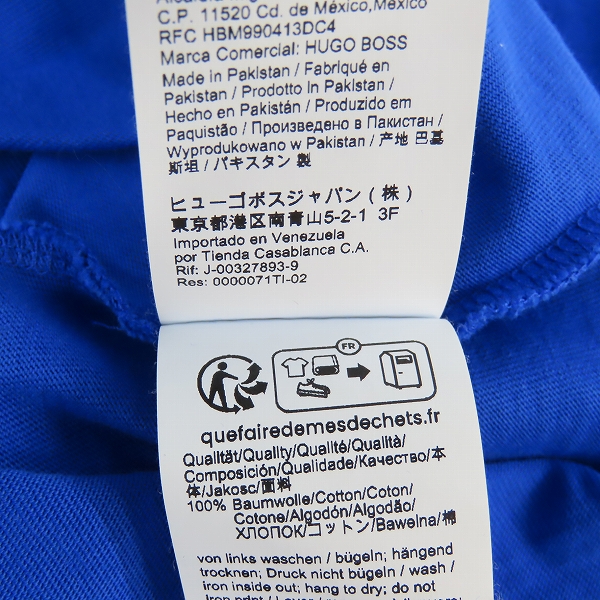 C.P. 11520 Cd. de México,México
RFC HBM990413DC4
Marca Comercial: HUGO BOSS
Made in Pakistan / Fabriqué en
Pakistan / Prodotto in Pakistan /
Hecho en Pakistán / Produzido em
Paquistão / Произведено в Пакистан /
Wyprodukowano w Pakistan / 产地 巴基
斯坦 / パキスタン 製
ヒューゴボスジャパン (株)
東京都港区南青山5-2-1 3F
Importado en Venezuela
por Tienda Casablanca C.A.
Rif: J-00327893-9
Res: 0000071TI-02
FR
quefairedemesdechets.fr
Qualität/Quality/Qualité/Qualità/
Composición/Qualidade/Качество/本
体/Jakosc/面料
100% Baumwolle/Cotton/Coton/
Cotone/Algodón/Algodão/
ХЛОПОК/コットン/Bawelna/棉
von links waschen / bügeln; hängend
trocknen; Druck nicht bügeln / wash /
iron inside out; hang to dry; do not